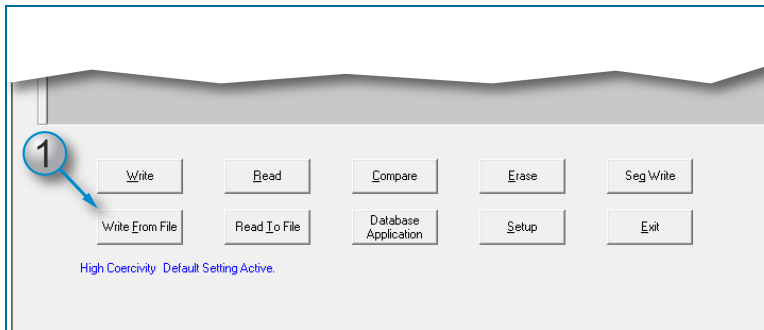 1
Write
Read
Compare
Erase
Seg Write
Write From File
Read To File
Database
Application
Setup
Exit
High Coercivity Default Setting Active.